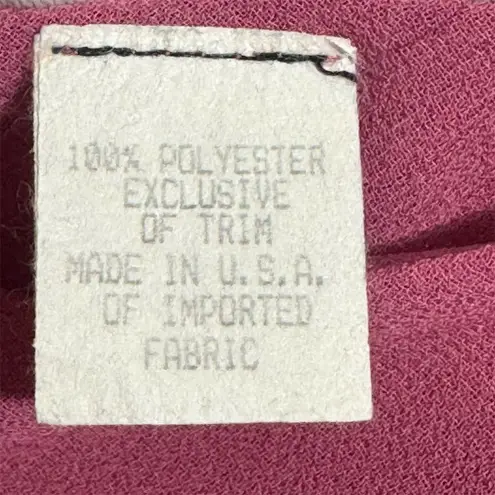 100% POLYESTER
EXCLUSIVE
OF TRIM
MADE IN U.S.A.
OF IMPORTED
FABRIC